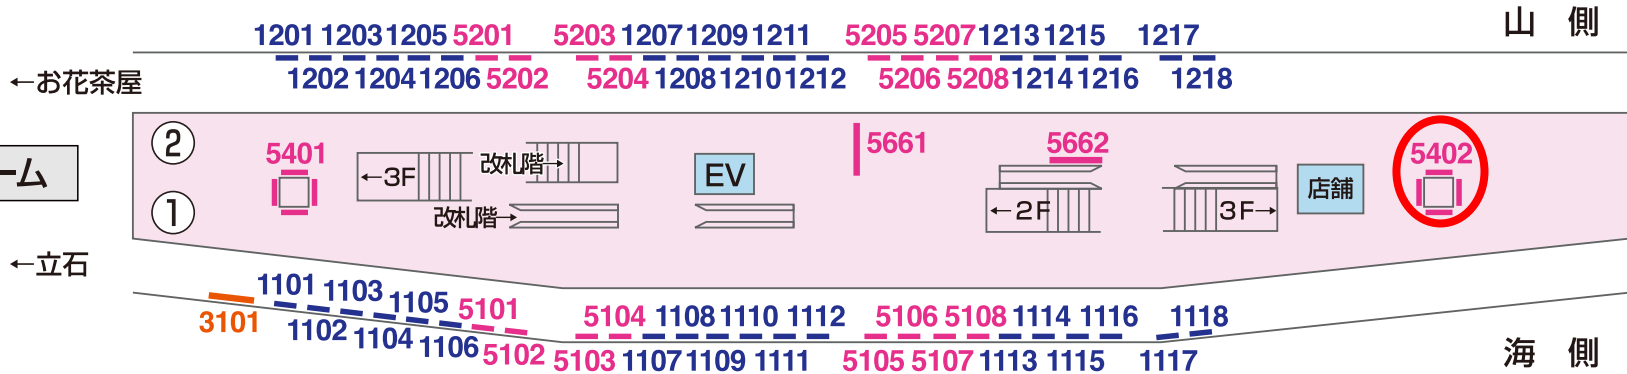 山 側
1201 1203 1205 5201 5203 1207 1209 1211 5205 5207 1213 1215 1217
1202 1204 1206 5202 5204 1208 1210 1212 5206 5208 1214 1216 1218
←お花茶屋
② 5401 ←3F 改札階→ EV 5661 5662 店舗 5402
ーム
① 改札階→ ←2F 3F→
←立石
3101 1101 1103 1105 5101 5104 1108 1110 1112 5106 5108 1114 1116 1118
1102 1104 1106 5102 5103 1107 1109 1111 5105 5107 1113 1115 1117
海 側